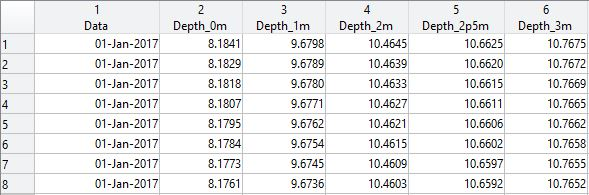 1 2 3 4 5 6
Data Depth_0m Depth_1m Depth_2m Depth_2p5m Depth_3m
1 01-Jan-2017 8.1841 9.6798 10.4645 10.6625 10.7675
2 01-Jan-2017 8.1829 9.6789 10.4639 10.6620 10.7672
3 01-Jan-2017 8.1818 9.6780 10.4633 10.6615 10.7669
4 01-Jan-2017 8.1807 9.6771 10.4627 10.6611 10.7665
5 01-Jan-2017 8.1795 9.6762 10.4621 10.6606 10.7662
6 01-Jan-2017 8.1784 9.6754 10.4615 10.6602 10.7658
7 01-Jan-2017 8.1773 9.6745 10.4609 10.6597 10.7655
8 01-Jan-2017 8.1761 9.6736 10.4603 10.6592 10.7652